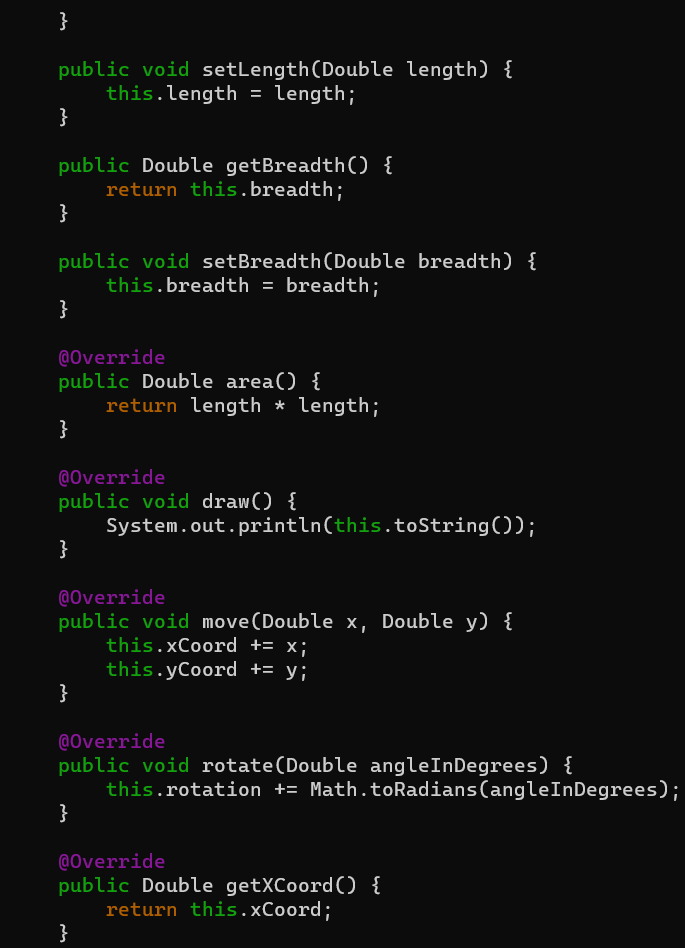 }

    public void setLength(Double length) {
        this.length = length;
    }

    public Double getBreadth() {
        return this.breadth;
    }

    public void setBreadth(Double breadth) {
        this.breadth = breadth;
    }

    @Override
    public Double area() {
        return length * length;
    }

    @Override
    public void draw() {
        System.out.println(this.toString());
    }

    @Override
    public void move(Double x, Double y) {
        this.xCoord += x;
        this.yCoord += y;
    }

    @Override
    public void rotate(Double angleInDegrees) {
        this.rotation += Math.toRadians(angleInDegrees);
    }

    @Override
    public Double getXCoord() {
        return this.xCoord;
    }